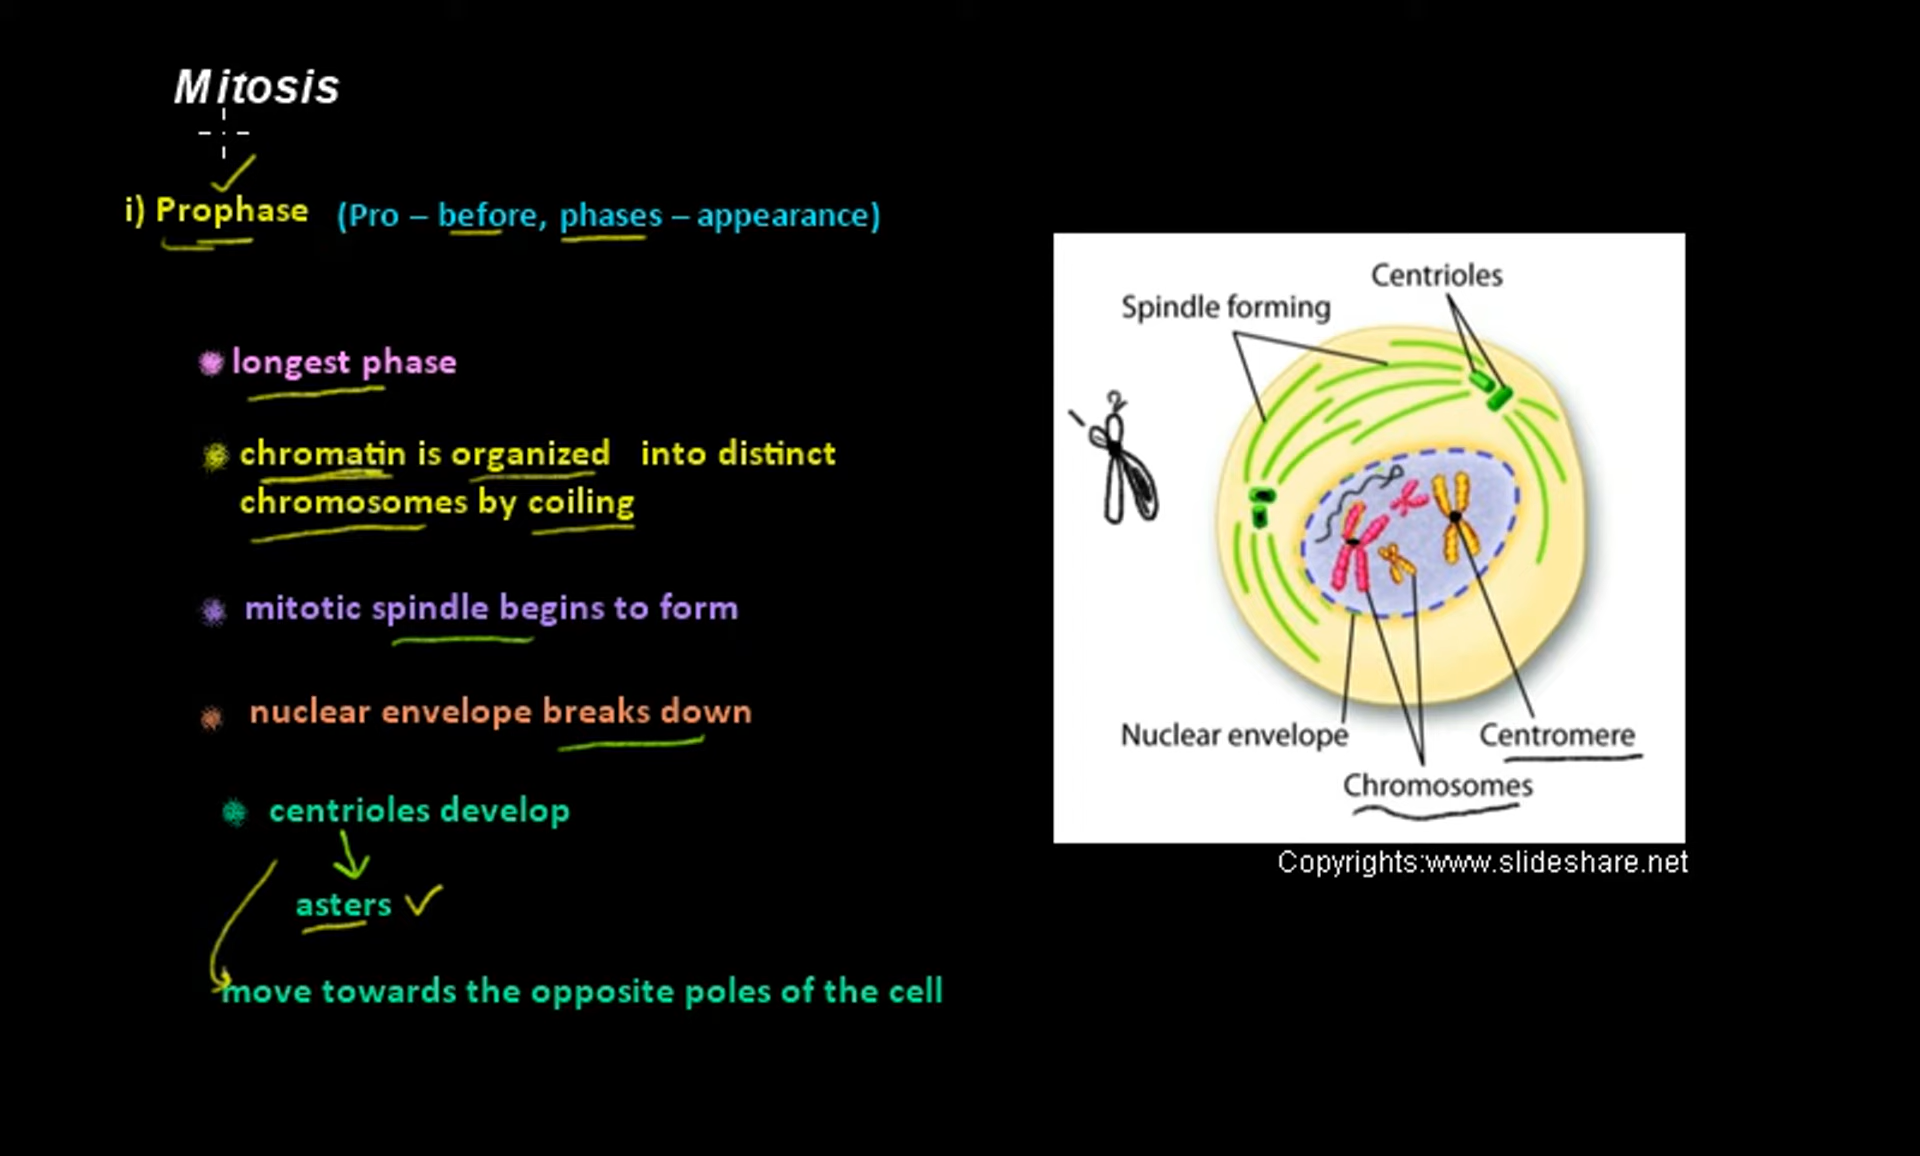 Mitosis
i) Prophase (Pro – before, phases – appearance)
longest phase
chromatin is organized into distinct
chromosomes by coiling
mitotic spindle begins to form
nuclear envelope breaks down
centrioles develop
asters
move towards the opposite poles of the cell
Centrioles
Spindle forming
1
2
Nuclear envelope
Centromere
Chromosomes
Copyrights:www.slideshare.net